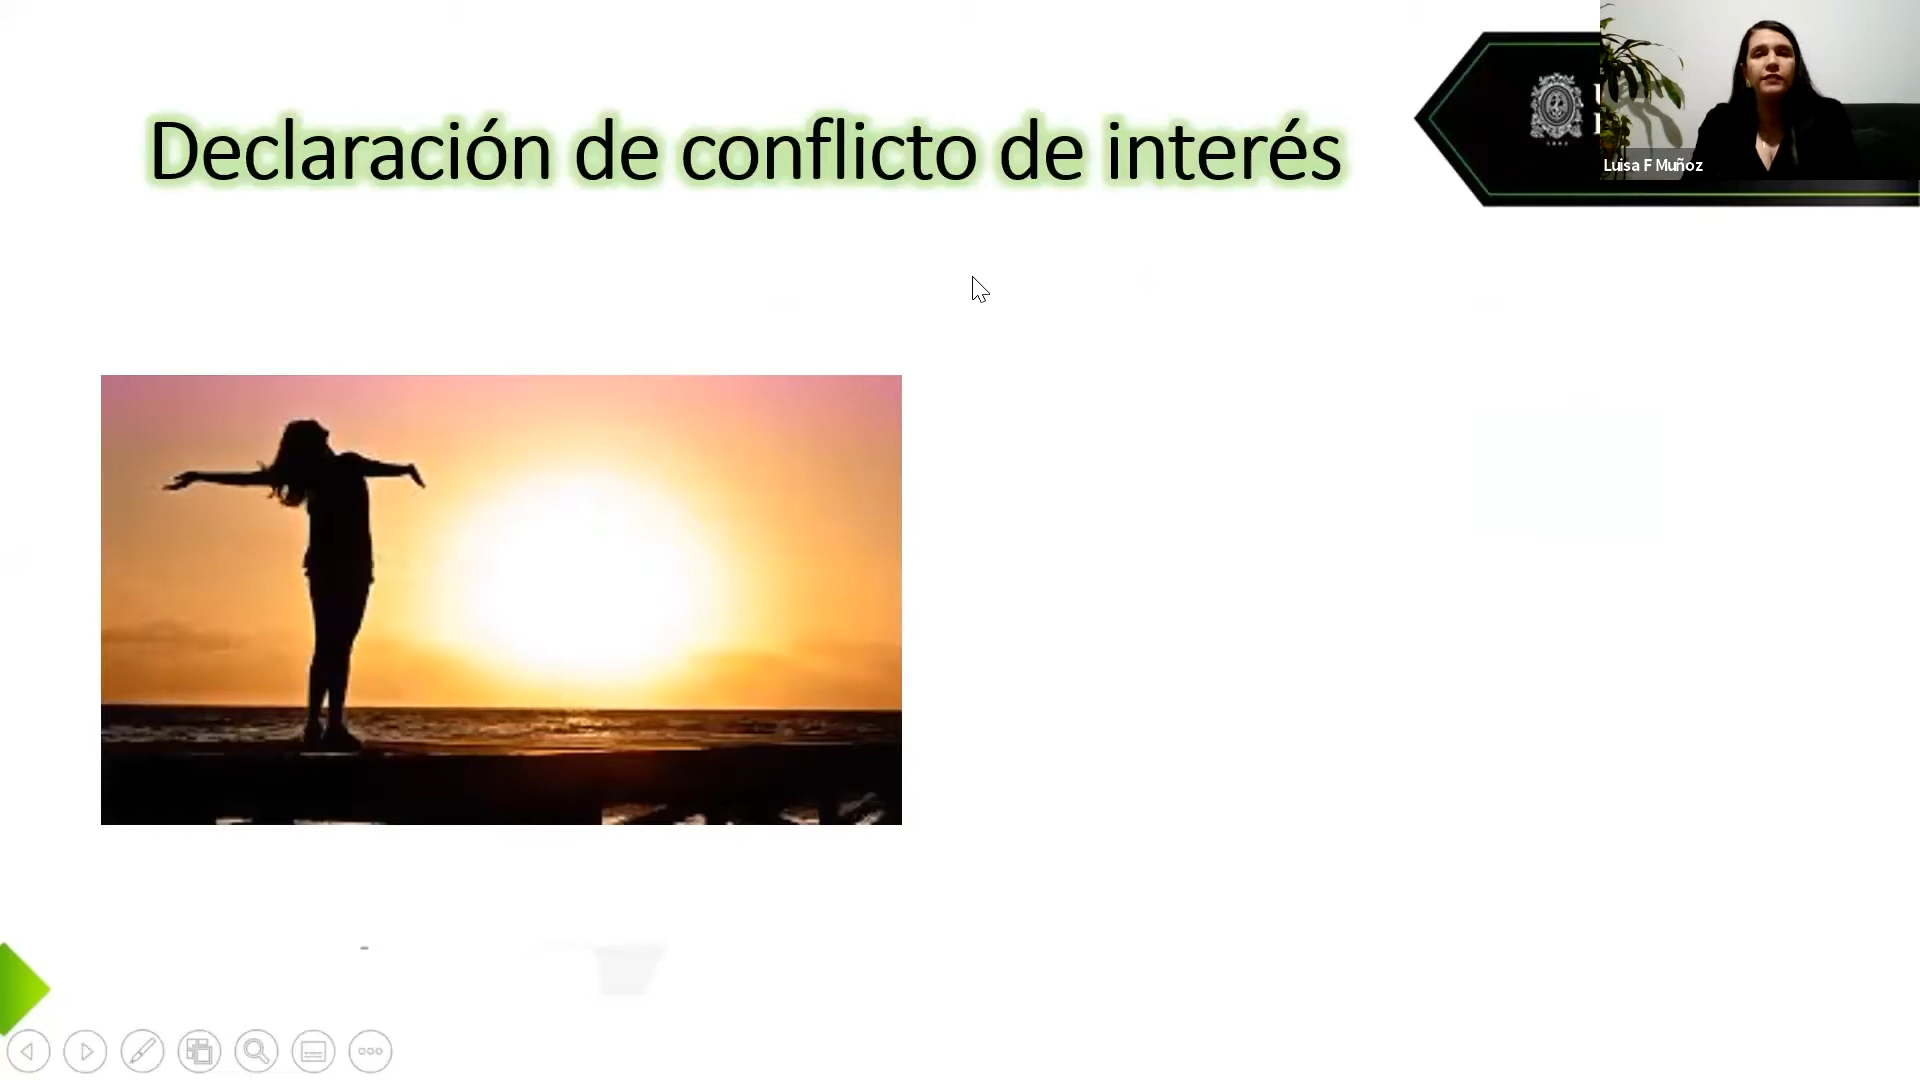 Declaración de conflicto de interés
Luisa F Muñoz